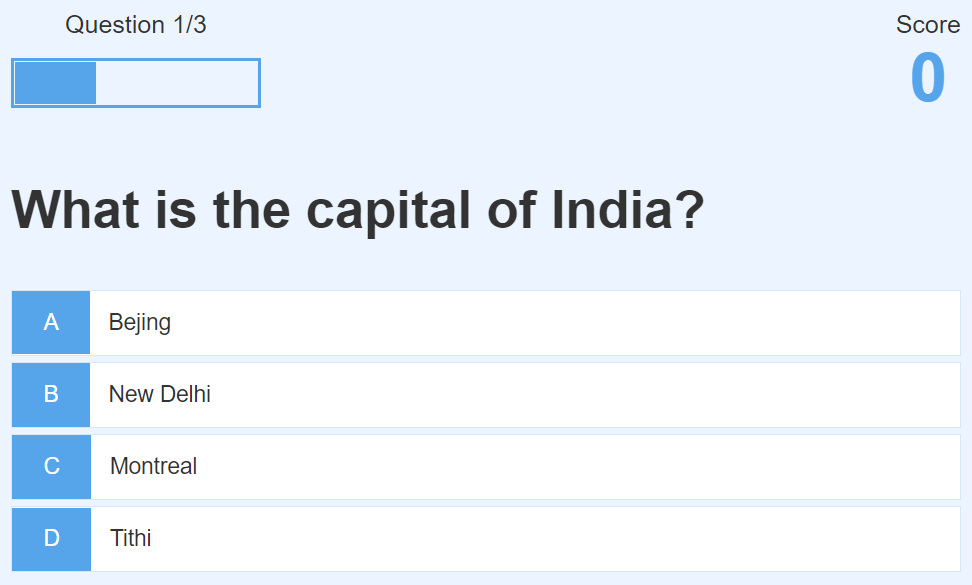 Question 1/3
Score
0
What is the capital of India?
A Bejing
B New Delhi
C Montreal
D Tithi